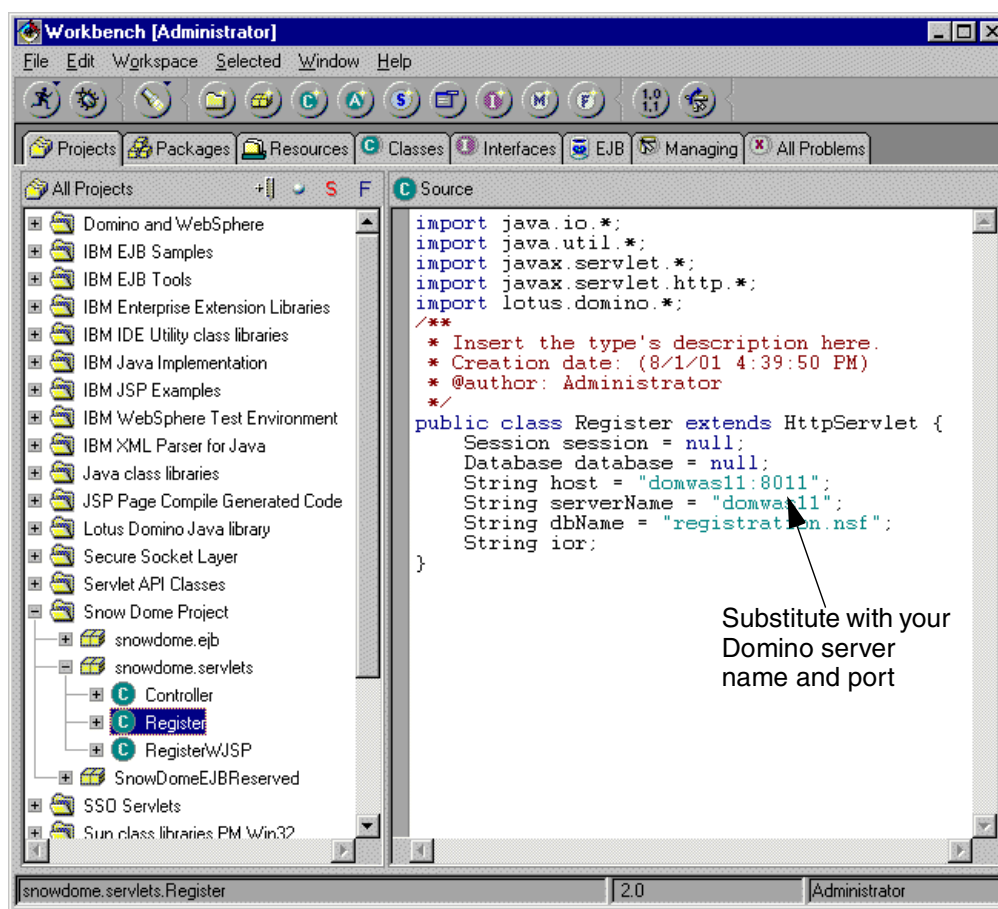 Workbench [Administrator]
File Edit Workspace Selected Window Help
1.0
1.1
Projects Packages Resources Classes Interfaces EJB Managing All Problems
All Projects S F
Source
Domino and WebSphere
IBM EJB Samples
IBM EJB Tools
IBM Enterprise Extension Libraries
IBM IDE Utility class libraries
IBM Java Implementation
IBM JSP Examples
IBM WebSphere Test Environment
IBM XML Parser for Java
Java class libraries
JSP Page Compile Generated Code
Lotus Domino Java library
Secure Socket Layer
Servlet API Classes
Snow Dome Project
snowdome.ejb
snowdome.servlets
C Controller
C Register
C RegisterWJSP
SnowDomeEJBReserved
SSO Servlets
Sun class libraries PM Win32
import java.io.*;
import java.util.*;
import javax.servlet.*;
import javax.servlet.http.*;
import lotus.domino.*;
/**
* Insert the type's description here.
* Creation date: (8/1/01 4:39:50 PM)
* @author: Administrator
*/
public class Register extends HttpServlet {
Session session = null;
Database database = null;
String host = "domwas11:8011";
String serverName = "domwas11";
String dbName = "registration.nsf";
String ior;
}
Substitute with your
Domino server
name and port
snowdome.servlets.Register 2.0 Administrator